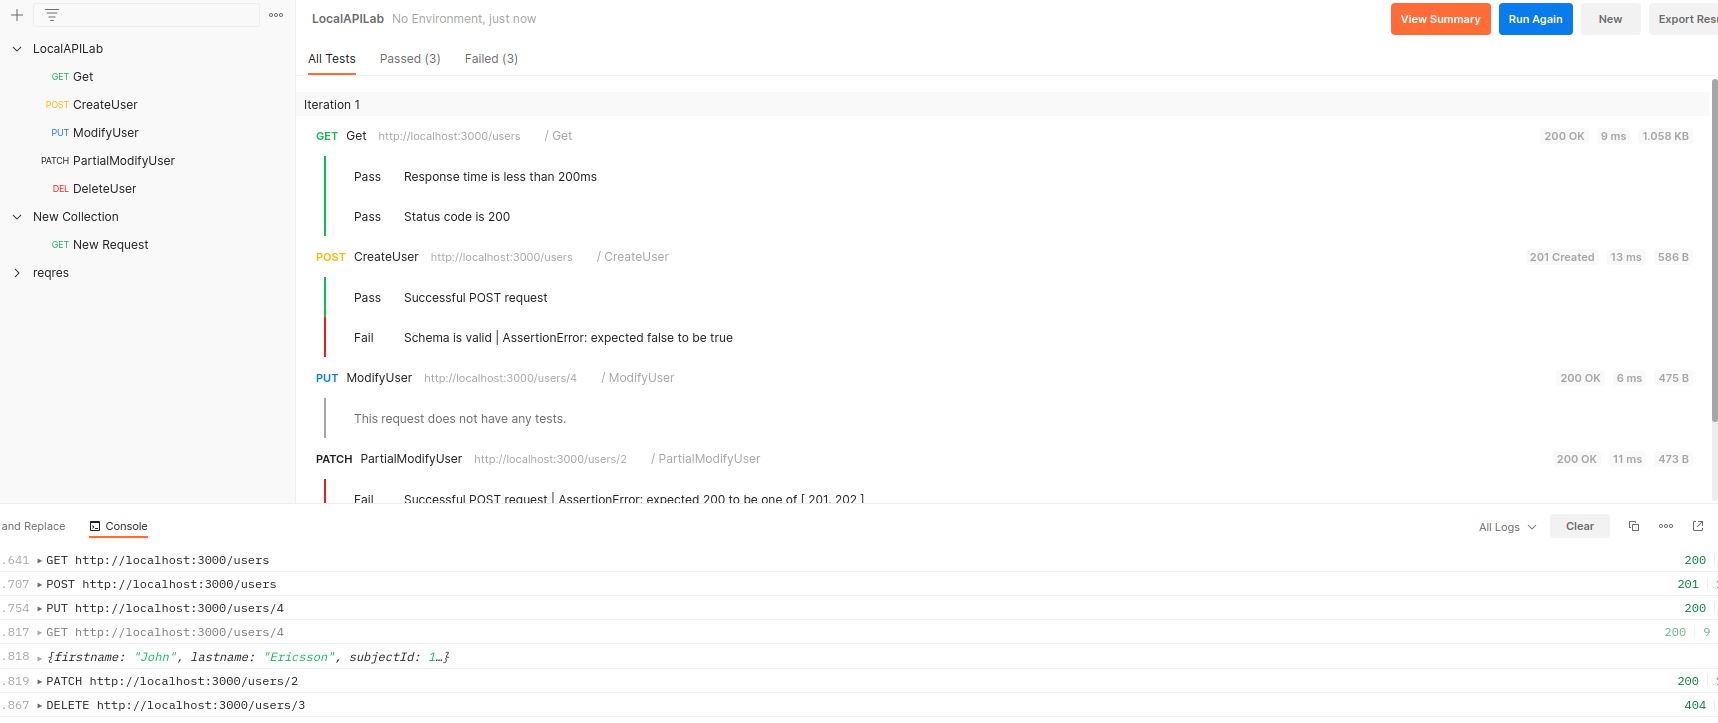 LocalAPILab No Environment, just now View Summary Run Again New Export Res
LocalAPILab
All Tests Passed (3) Failed (3)
GET Get
POST CreateUser
Iteration 1
PUT ModifyUser
GET Get http://localhost:3000/users / Get 200 OK 9 ms 1.058 KB
PATCH PartialModifyUser
Pass Response time is less than 200ms
DEL DeleteUser
New Collection
Pass Status code is 200
GET New Request
POST CreateUser http://localhost:3000/users / CreateUser 201 Created 13 ms 586 B
reqres
Pass Successful POST request
Fail Schema is valid | AssertionError: expected false to be true
PUT ModifyUser http://localhost:3000/users/4 / ModifyUser 200 OK 6 ms 475 B
This request does not have any tests.
PATCH PartialModifyUser http://localhost:3000/users/2 / PartialModifyUser 200 OK 11 ms 473 B
Fail Successful POST request | AssertionError: expected 200 to be one of [ 201, 202 ]
and Replace Console All Logs Clear
.641 GET http://localhost:3000/users 200
.707 POST http://localhost:3000/users 201
.754 PUT http://localhost:3000/users/4 200
.817 GET http://localhost:3000/users/4 200 9
.818 {firstname: "John", lastname: "Ericsson", subjectId: 1…}
.819 PATCH http://localhost:3000/users/2 200
.867 DELETE http://localhost:3000/users/3 404